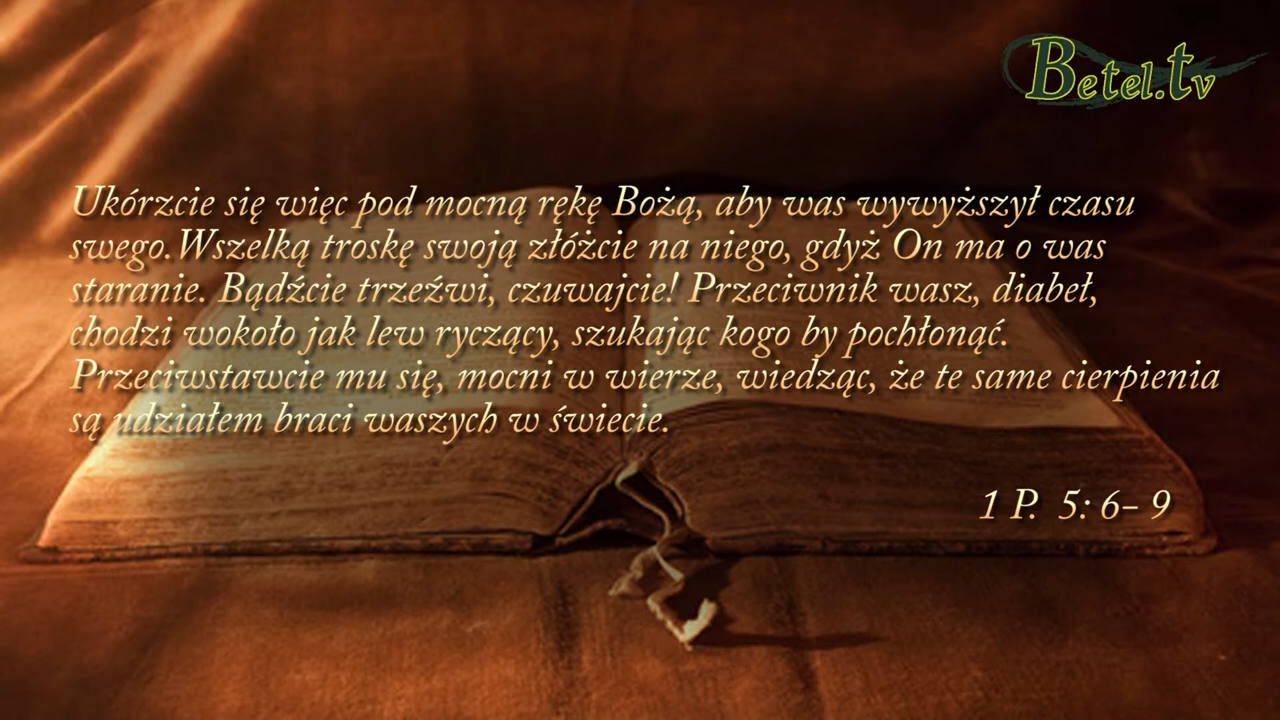 Betel.tv
Ukórzcie się więc pod mocną rękę Bożą, aby was wywyższył czasu
swego.Wszelką troskę swoją złóżcie na niego, gdyż On ma o was
staranie. Bądźcie trzeźwi, czuwajcie! Przeciwnik wasz, diabeł,
chodzi wokoło jak lew ryczący, szukając kogo by pochłonąć.
Przeciwstawcie mu się, mocni w wierze, wiedząc, że te same cierpienia
są udziałem braci waszych w świecie.
1 P. 5: 6– 9